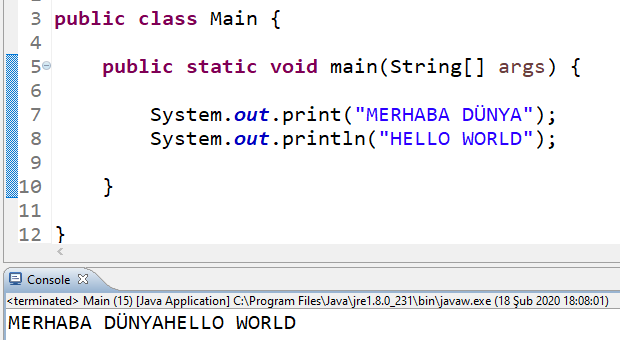 3 public class Main {
4
5 public static void main(String[] args) {
6
7 System.out.print("MERHABA DÜNYA");
8 System.out.println("HELLO WORLD");
9
10 }
11
12 }
Console
<terminated> Main (15) [Java Application] C:\Program Files\Java\jre1.8.0_231\bin\javaw.exe (18 Şub 2020 18:08:01)
MERHABA DÜNYAHELLO WORLD